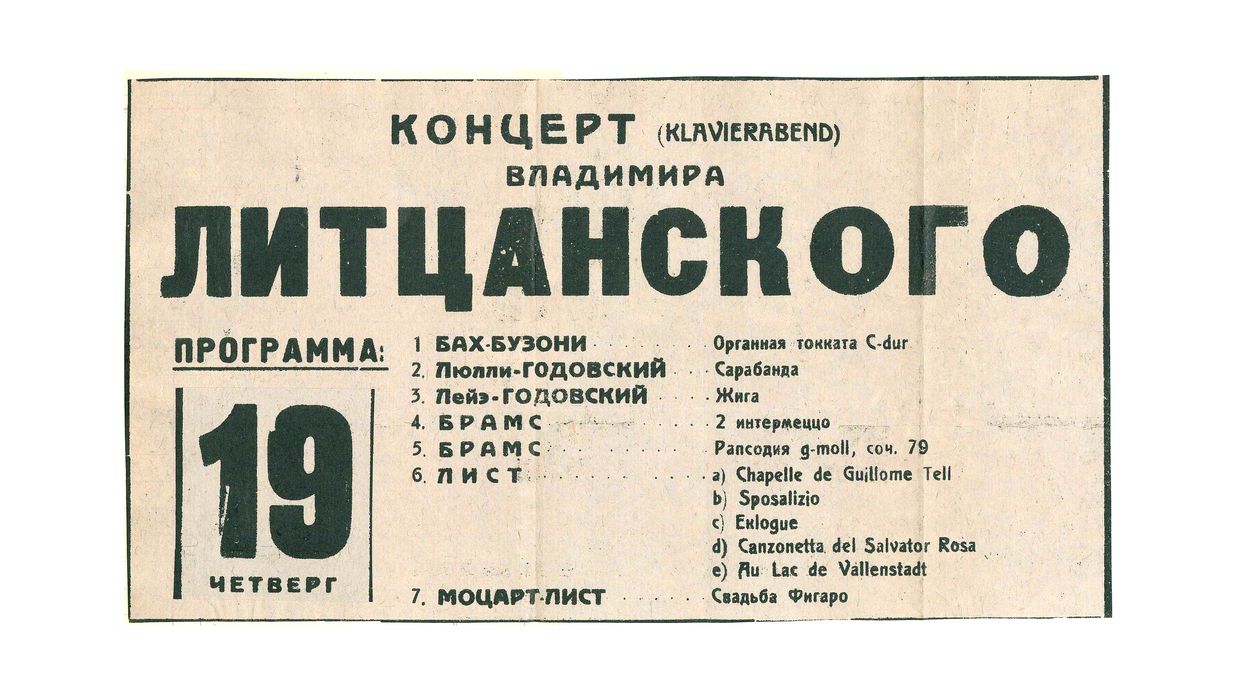 КОНЦЕРТ (KLAVIERABEND)
ВЛАДИМИРА
ЛИТЦАНСКОГО
ПРОГРАММА:
19
ЧЕТВЕРГ
1 БАХ-БУЗОНИ . . . . . . . . Органная токката C-dur
2. Люлли-ГОДОВСКИЙ . . . Сарабанда
3. Лейэ-ГОДОВСКИЙ . . . . Жига
4. БРАМС . . . . . . . . . . . 2 интермеццо
5. БРАМС . . . . . . . . . . . Рапсодия g-moll, соч. 79
6. ЛИСТ . . . . . . . . . . . a) Chapelle de Guillome Tell
b) Sposalizio
c) Eклogue
d) Canzonetta del Salvator Rosa
e) Au Lac de Vallenstadt
7. МОЦАРТ-ЛИСТ . . . . . . . Свадьба Фигаро